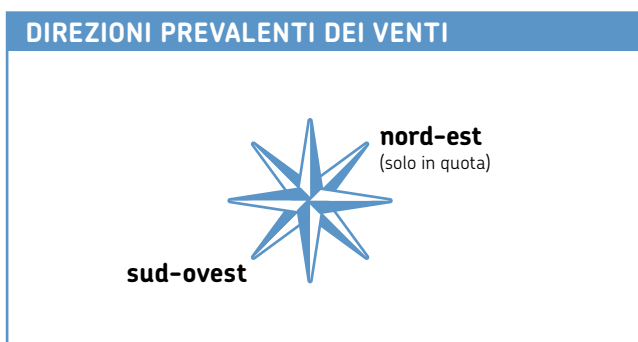 DIREZIONI PREVALENTI DEI VENTI
nord-est
(solo in quota)
sud-ovest